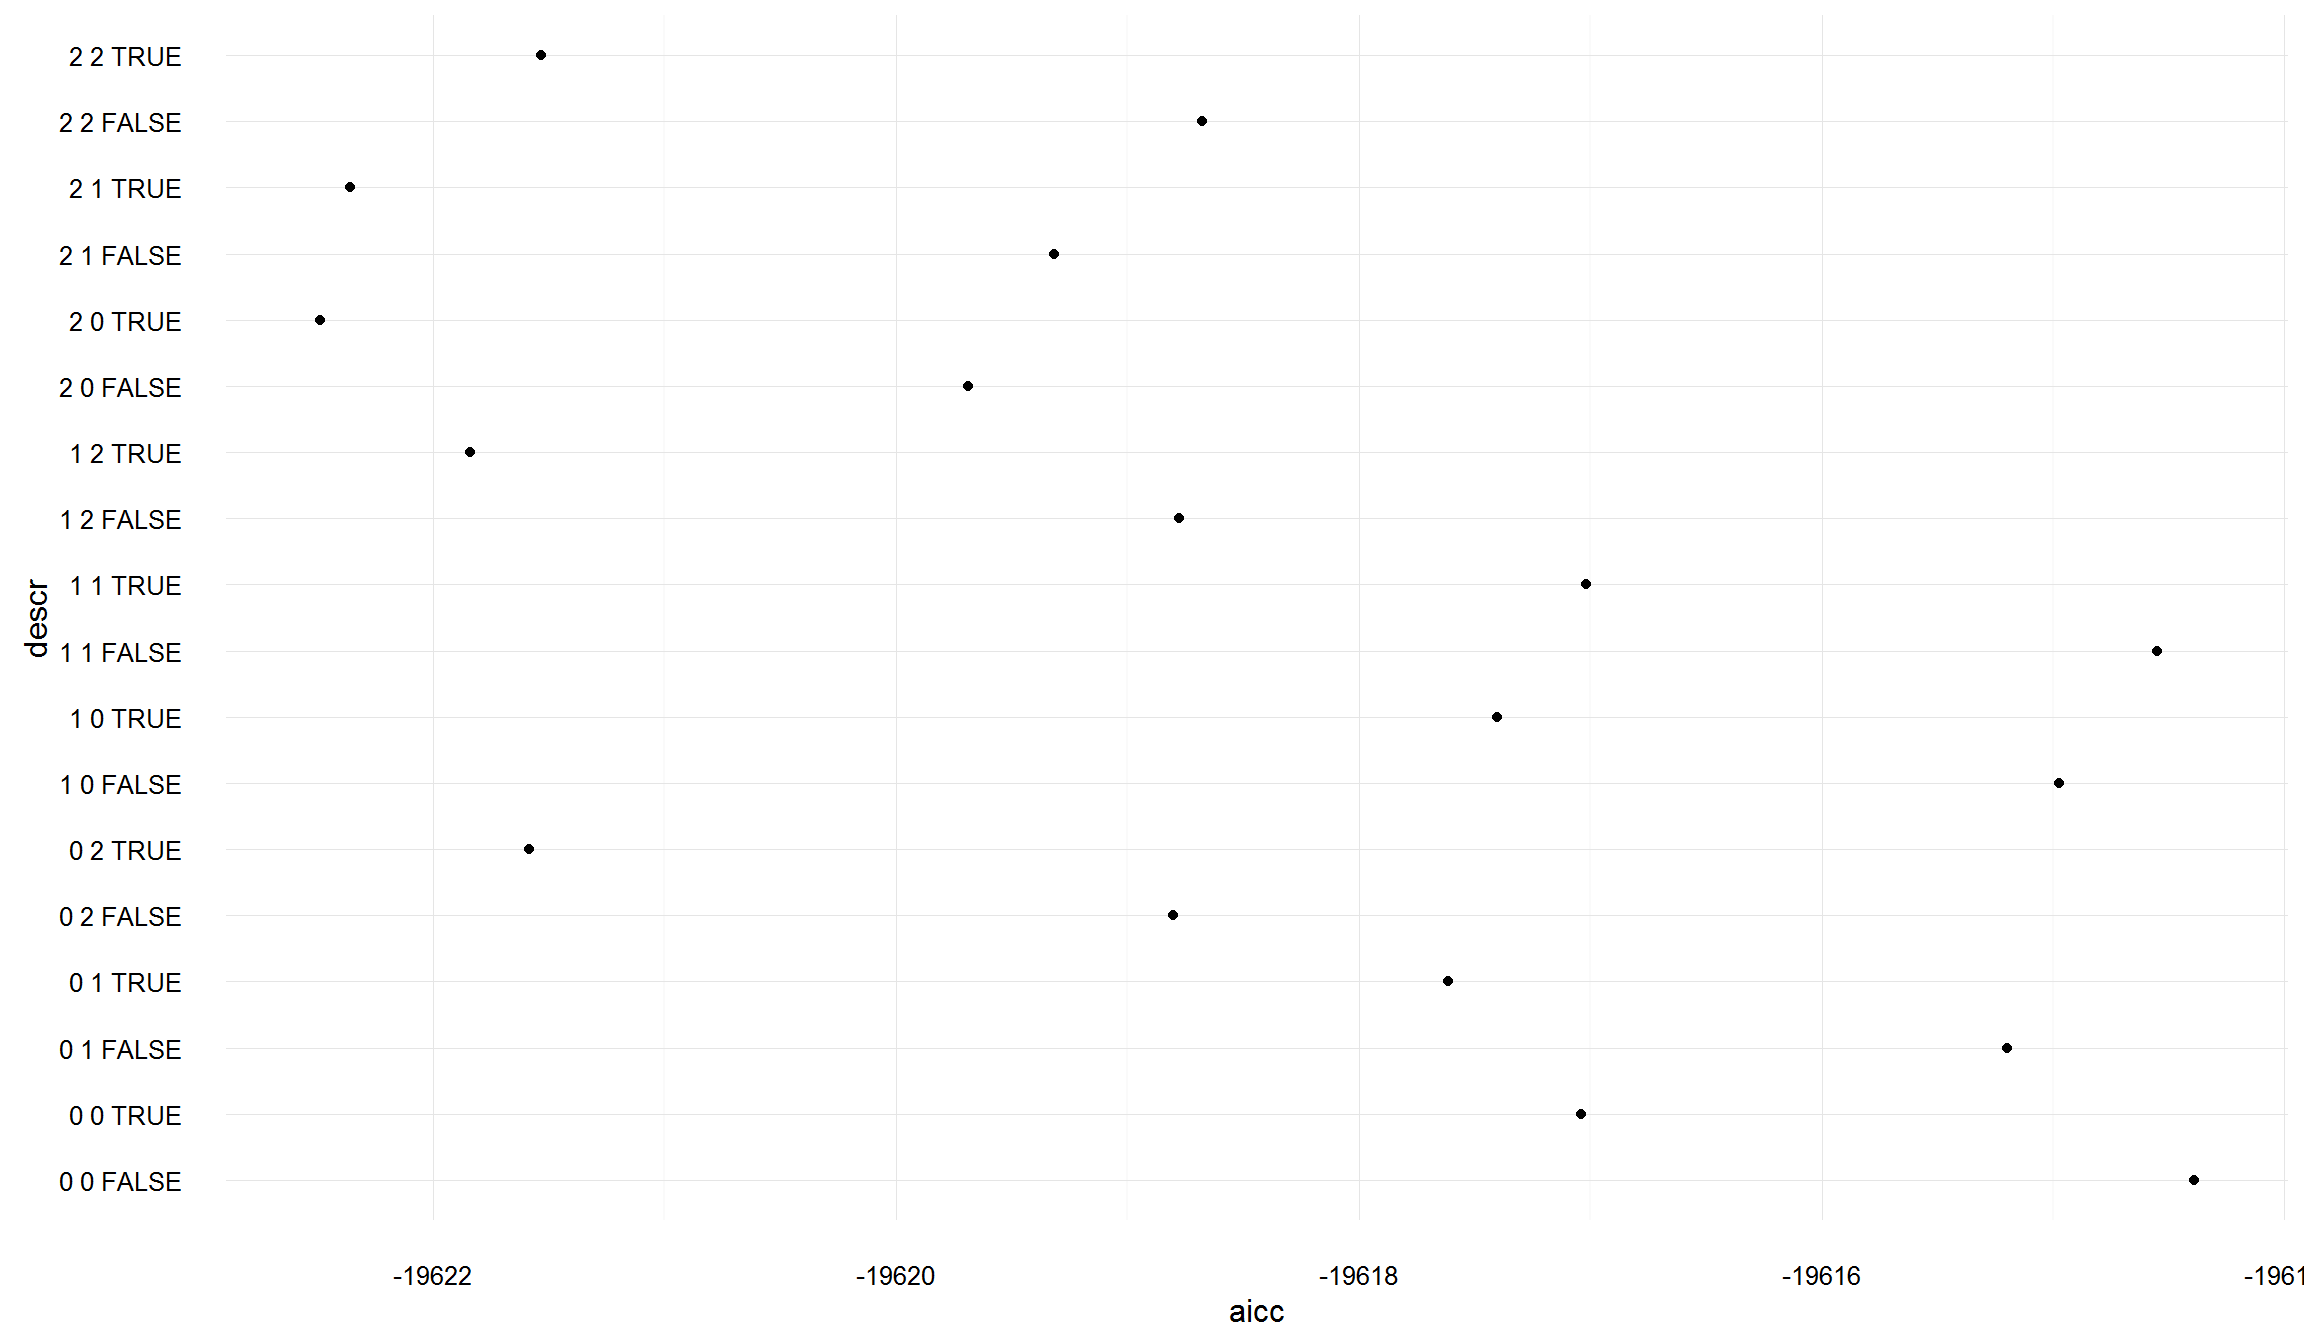 2 2 TRUE
2 2 FALSE
2 1 TRUE
2 1 FALSE
2 0 TRUE
2 0 FALSE
1 2 TRUE
1 2 FALSE
1 1 TRUE
1 1 FALSE
1 0 TRUE
1 0 FALSE
0 2 TRUE
0 2 FALSE
0 1 TRUE
0 1 FALSE
0 0 TRUE
0 0 FALSE
descr
-19622 -19620 -19618 -19616 -1961
aicc